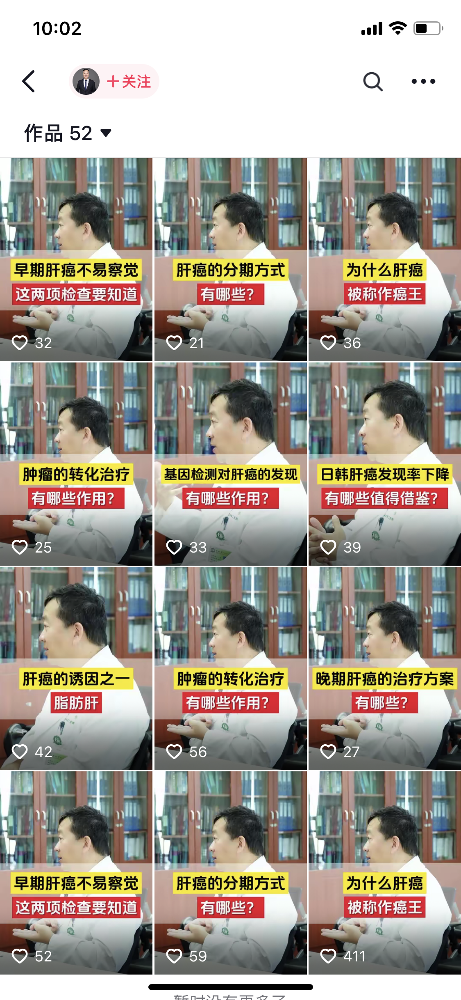 10:02
关注
作品 52
早期肝癌不易察觉
这两项检查要知道
32
肝癌的分期方式
有哪些?
21
为什么肝癌
被称作癌王
36
肿瘤的转化治疗
有哪些作用?
25
基因检测对肝癌的发现
有哪些作用?
33
日韩肝癌发现率下降
有哪些值得借鉴?
39
肝癌的诱因之一
脂肪肝
42
肿瘤的转化治疗
有哪些作用?
56
晚期肝癌的治疗方案
有哪些?
27
早期肝癌不易察觉
这两项检查要知道
52
肝癌的分期方式
有哪些?
59
为什么肝癌
被称作癌王
411
暂时没有更多了